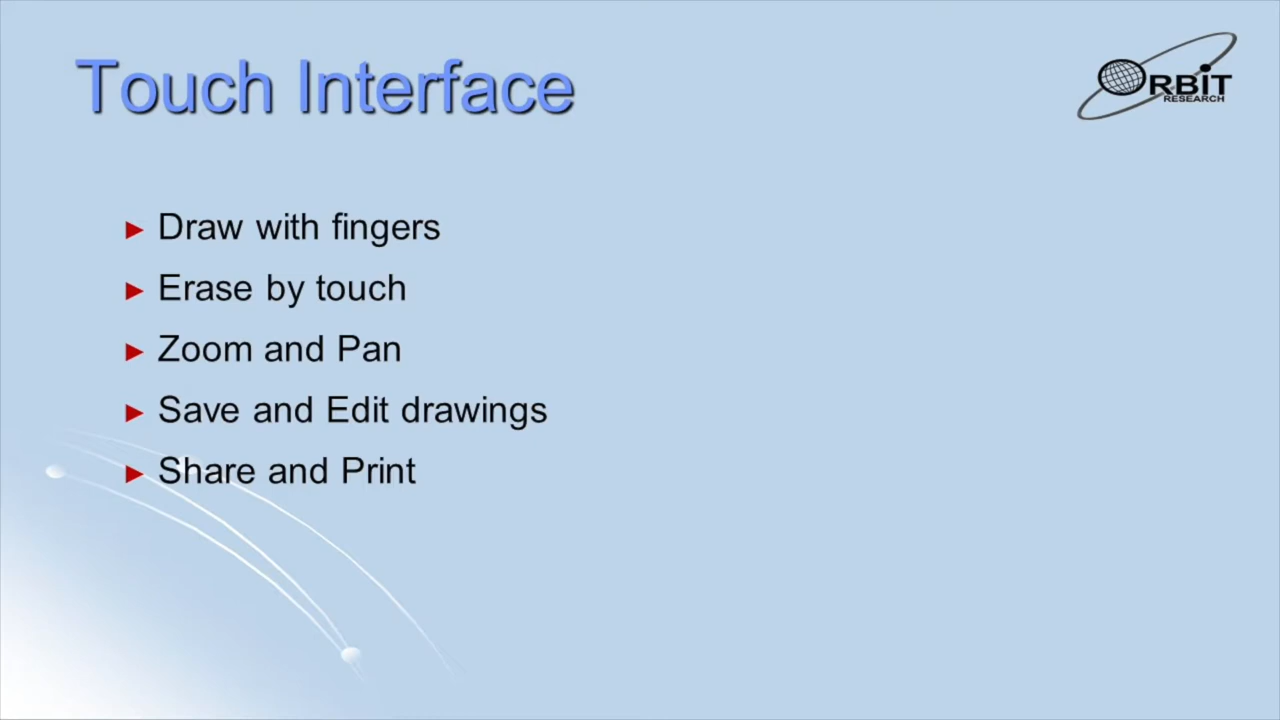 Touch Interface
ORBIT
RESEARCH
Draw with fingers
Erase by touch
Zoom and Pan
Save and Edit drawings
Share and Print